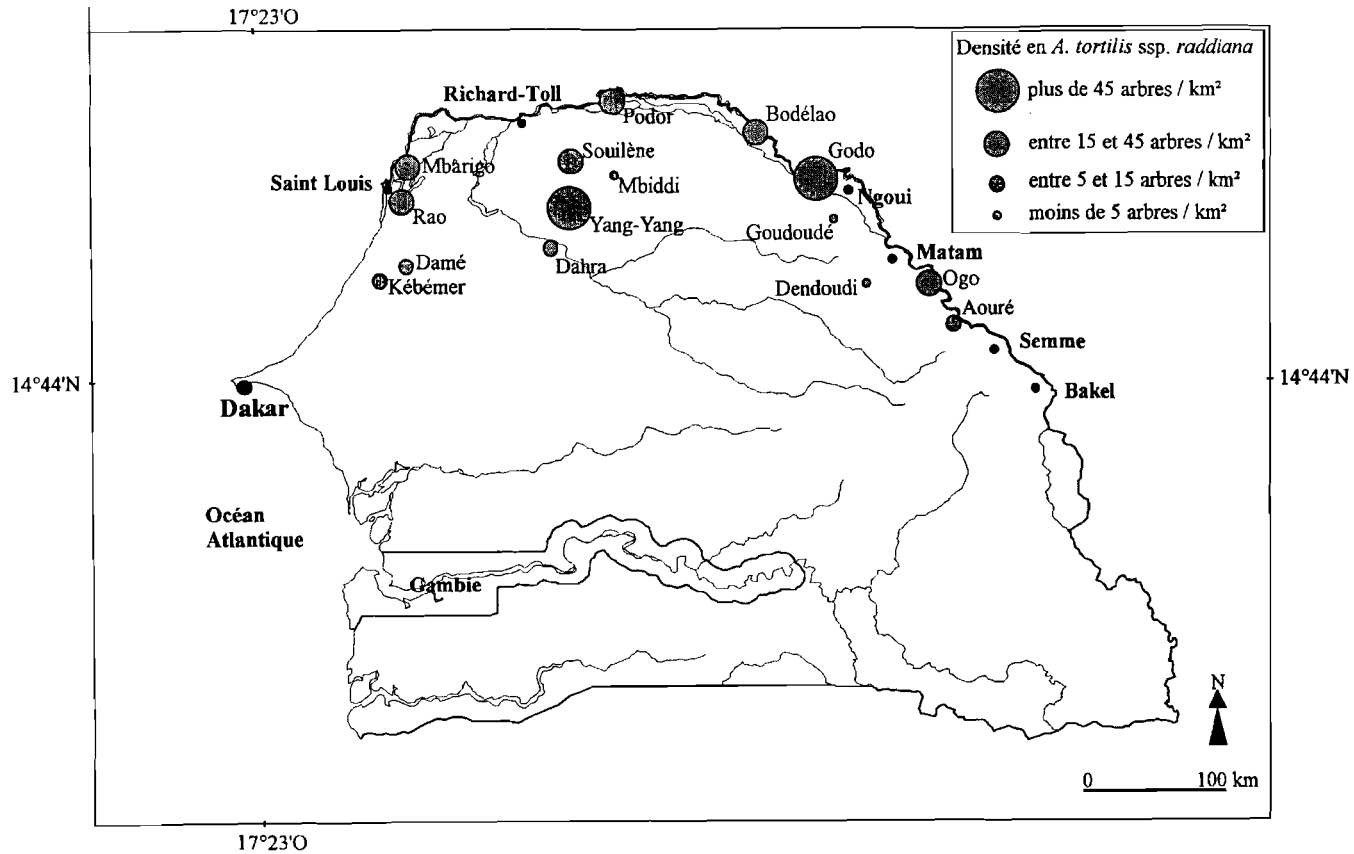 17°23'O
Densité en A. tortilis ssp. raddiana
plus de 45 arbres / km²
entre 15 et 45 arbres / km²
entre 5 et 15 arbres / km²
moins de 5 arbres / km²
Richard-Toll
Podor
Bodélao
Mbarigo
Souilène
Godo
Saint Louis
Mbiddi
Ngoui
Rao
Yang-Yang
Goudoudé
Damé
Dahra
Matam
Kébémer
Dendoudi
Ogo
Aouré
Semme
14°44'N
14°44'N
Dakar
Bakel
Océan
Atlantique
Gambie
N
0 100 km
17°23'O